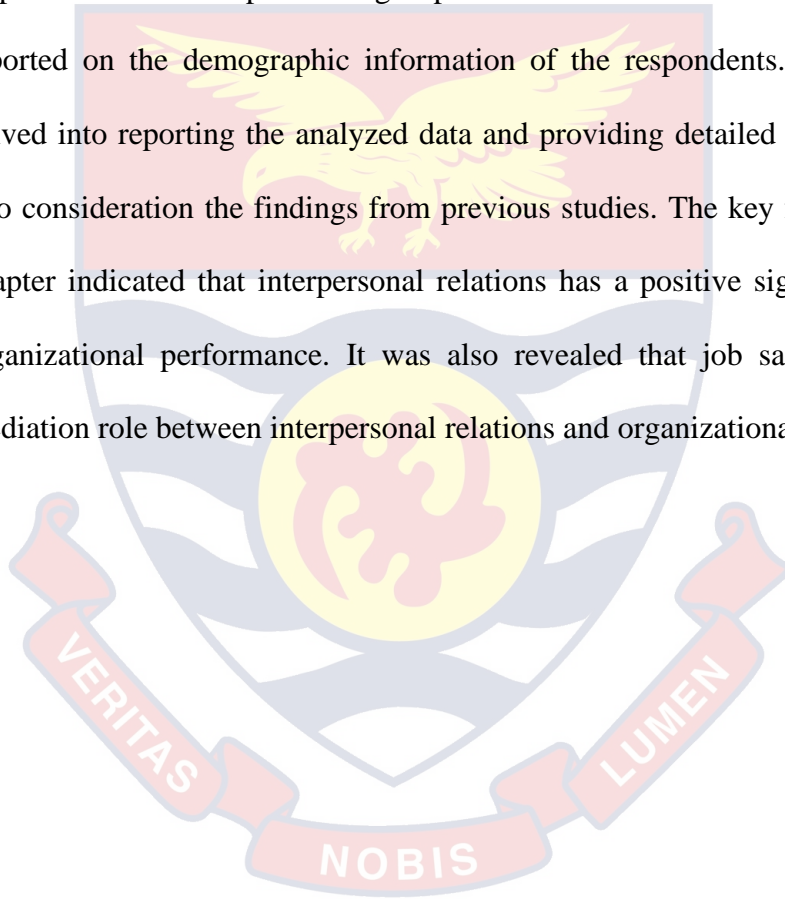 ported on the demographic information of the respondents.
ved into reporting the analyzed data and providing detailed
o consideration the findings from previous studies. The key
apter indicated that interpersonal relations has a positive sig
ganizational performance. It was also revealed that job sa
ediation role between interpersonal relations and organizationa
VERITAS
NOBIS
LUMEN